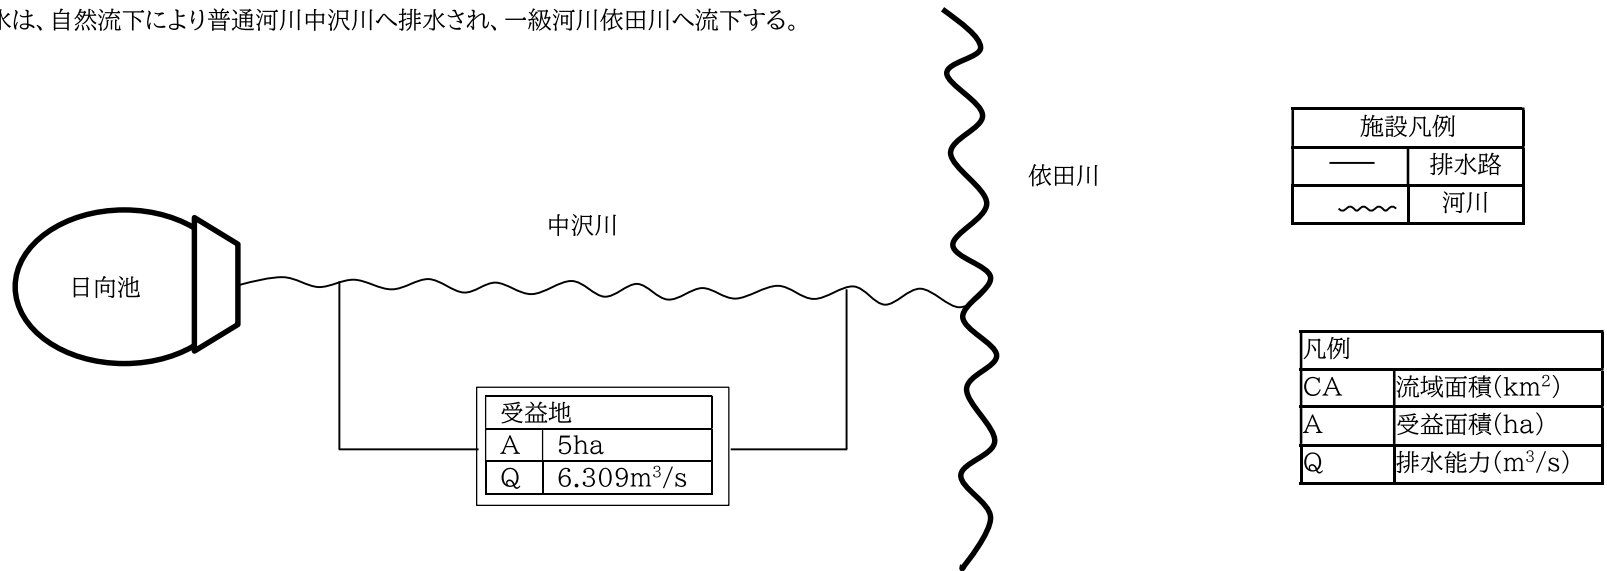 水は、自然流下により普通河川中沢川へ排水され、一級河川依田川へ流下する。
施設凡例
排水路
河川
依田川
中沢川
日向池
凡例
CA 流域面積(km²)
A 受益面積(ha)
Q 排水能力(m³/s)
受益地
A 5ha
Q 6.309m³/s